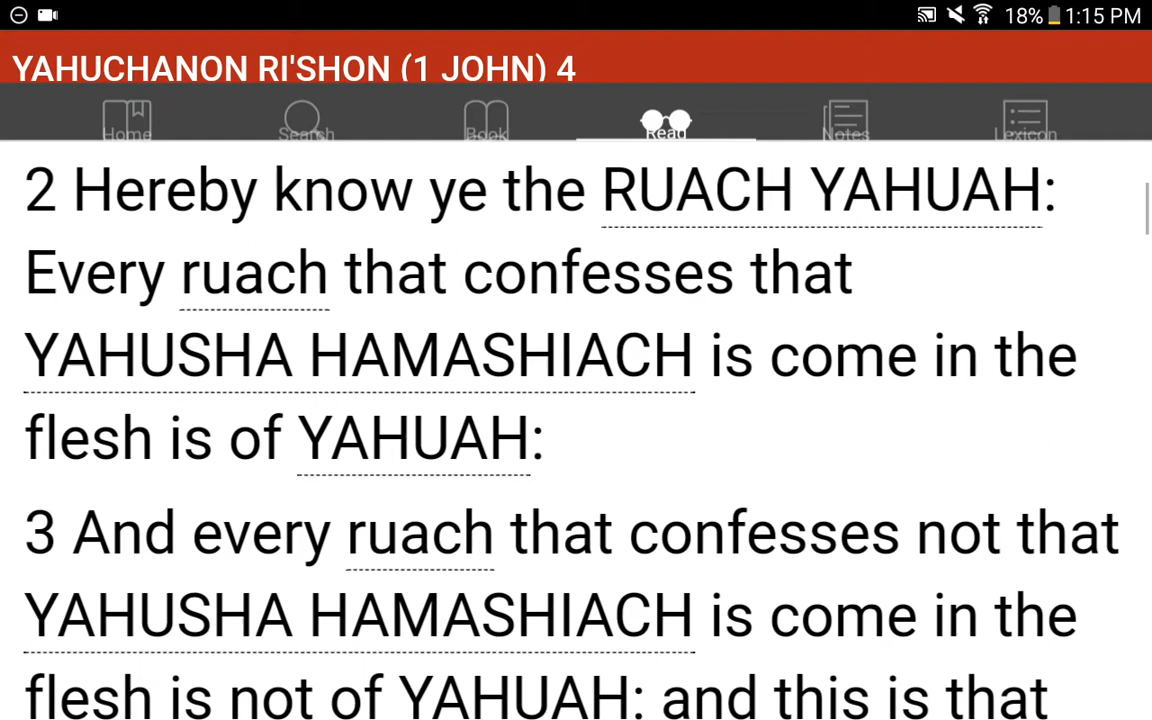 18% 1:15 PM
YAHUCHANON RI'SHON (1 JOHN) 4
Home Search Book Read Notes Lexicon
2 Hereby know ye the RUACH YAHUAH:
Every ruach that confesses that
YAHUSHA HAMASHIACH is come in the
flesh is of YAHUAH:
3 And every ruach that confesses not that
YAHUSHA HAMASHIACH is come in the
flesh is not of YAHUAH: and this is that